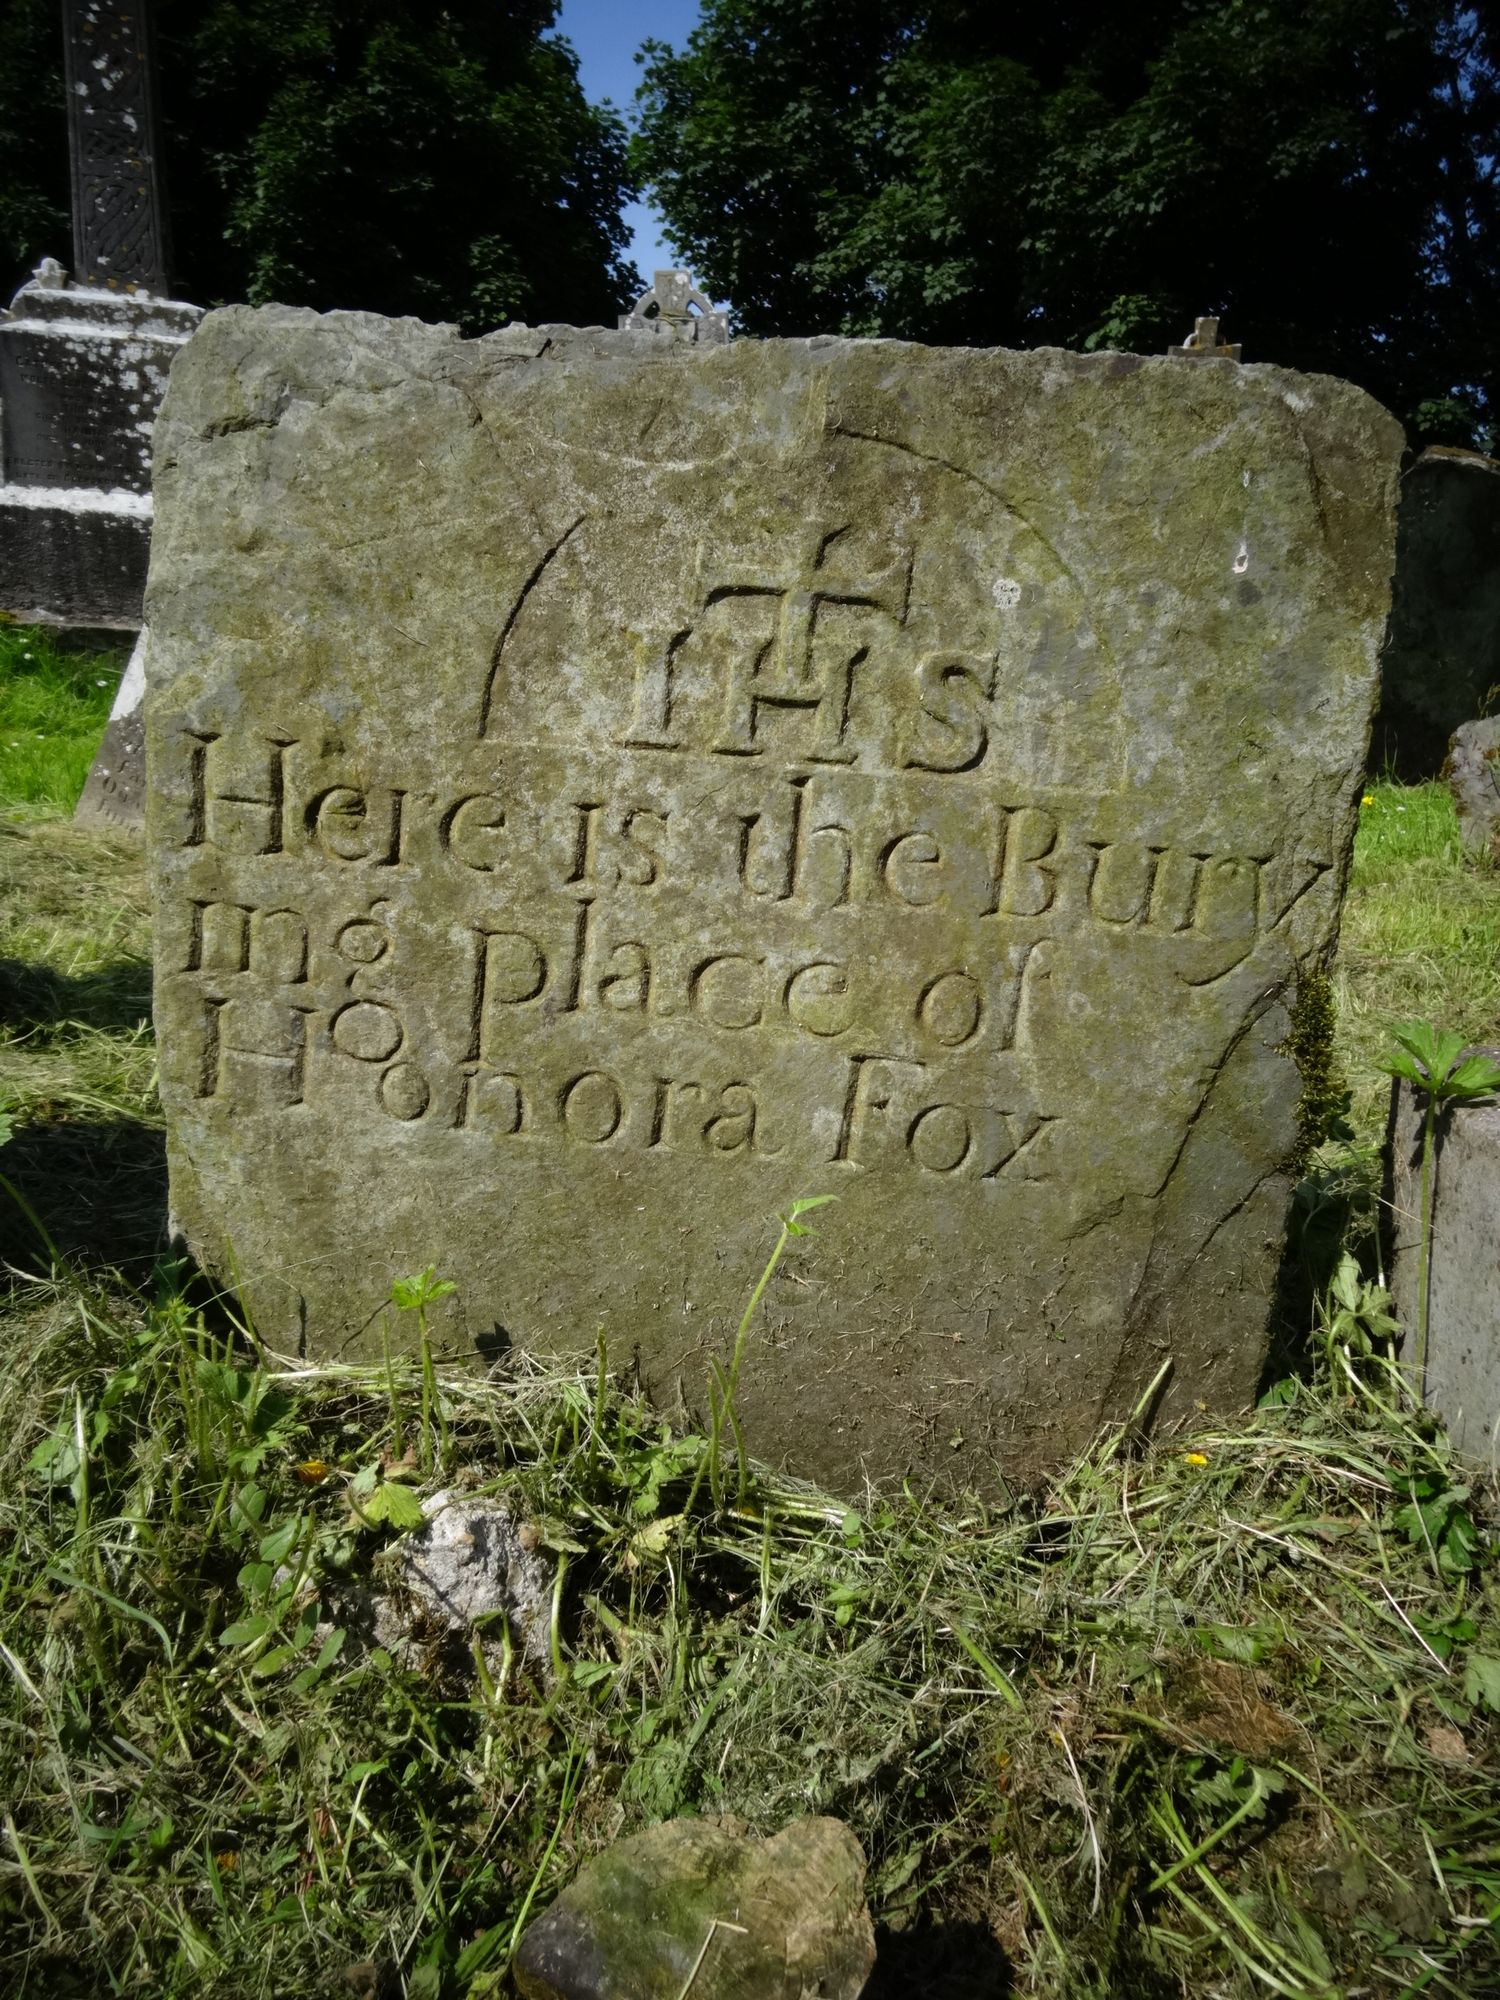 IHS
Here is the Bury
ing place of
Honora Fox